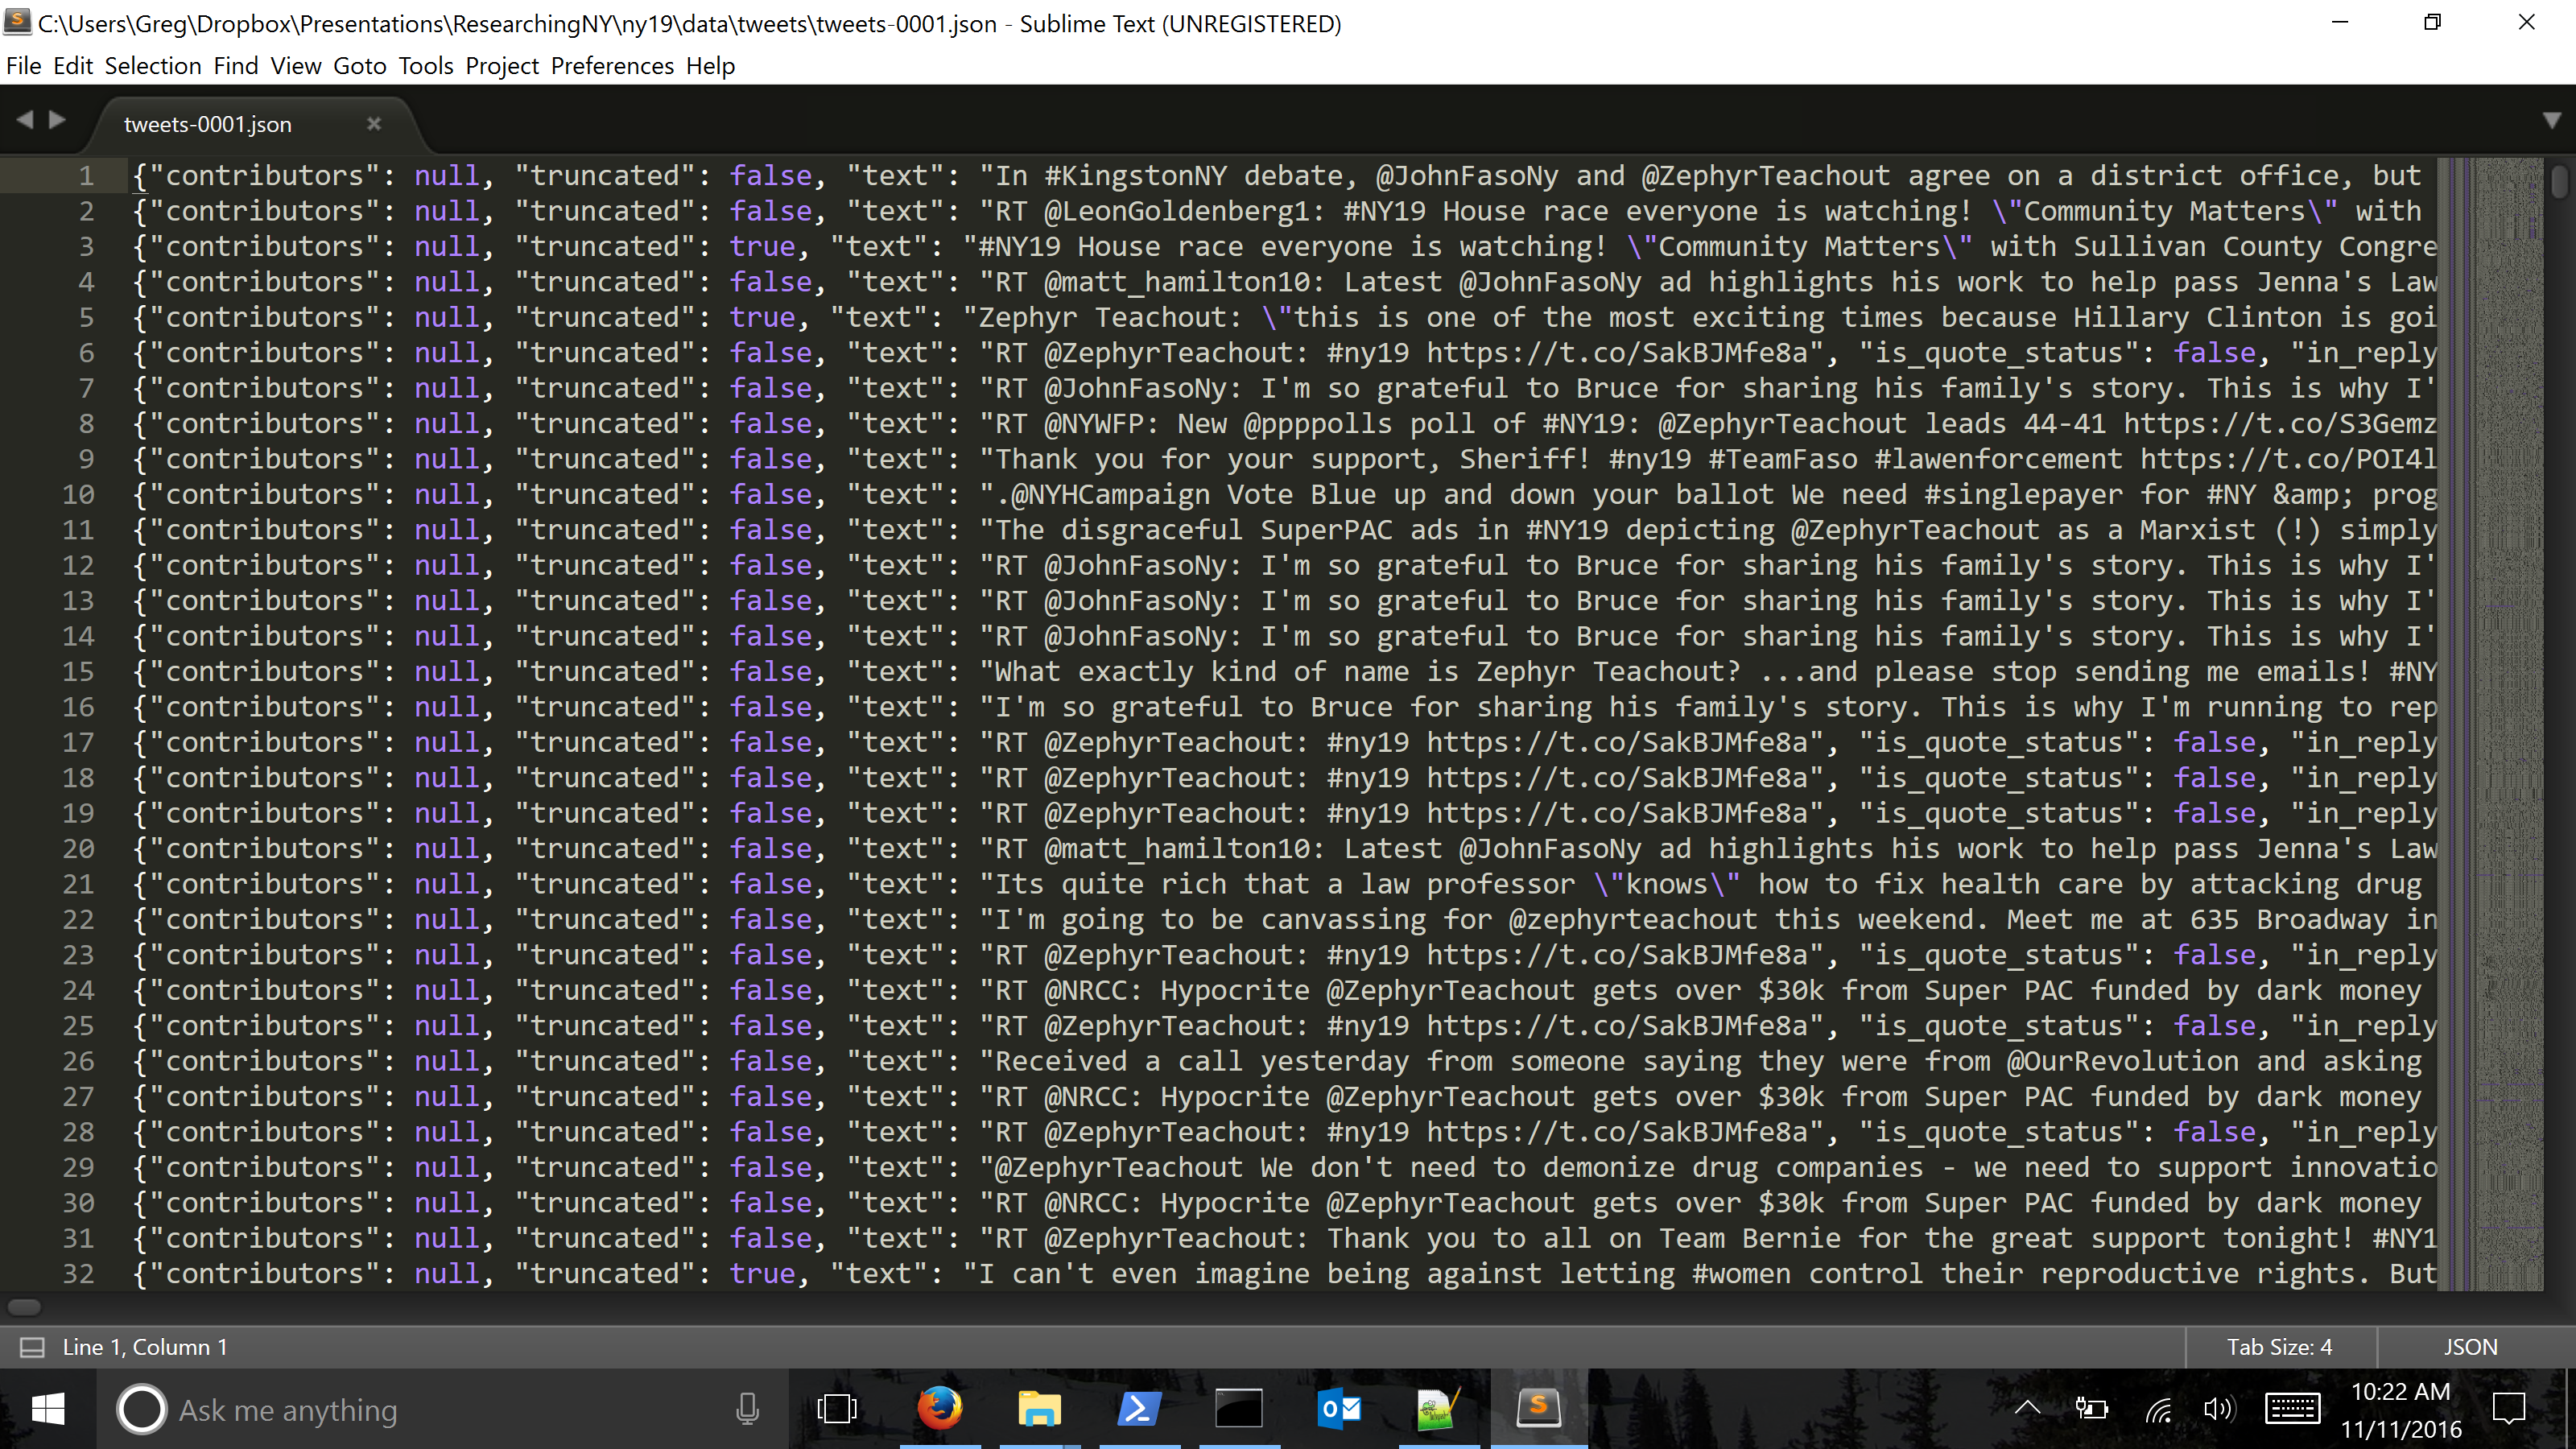 C:\Users\Greg\Dropbox\Presentations\ResearchingNY\ny19\data\tweets\tweets-0001.json - Sublime Text (UNREGISTERED)
File Edit Selection Find View Goto Tools Project Preferences Help
tweets-0001.json
1 {"contributors": null, "truncated": false, "text": "In #KingstonNY debate, @JohnFasoNy and @ZephyrTeachout agree on a district office, but
2 {"contributors": null, "truncated": false, "text": "RT @LeonGoldenberg1: #NY19 House race everyone is watching! \"Community Matters\" with
3 {"contributors": null, "truncated": true, "text": "#NY19 House race everyone is watching! \"Community Matters\" with Sullivan County Congre
4 {"contributors": null, "truncated": false, "text": "RT @matt_hamilton10: Latest @JohnFasoNy ad highlights his work to help pass Jenna's Law
5 {"contributors": null, "truncated": true, "text": "Zephyr Teachout: \"this is one of the most exciting times because Hillary Clinton is goi
6 {"contributors": null, "truncated": false, "text": "RT @ZephyrTeachout: #ny19 https://t.co/SakBJMfe8a", "is_quote_status": false, "in_reply
7 {"contributors": null, "truncated": false, "text": "RT @JohnFasoNy: I'm so grateful to Bruce for sharing his family's story. This is why I'
8 {"contributors": null, "truncated": false, "text": "RT @NYWFP: New @ppppolls poll of #NY19: @ZephyrTeachout leads 44-41 https://t.co/S3Gemz
9 {"contributors": null, "truncated": false, "text": "Thank you for your support, Sheriff! #ny19 #TeamFaso #lawenforcement https://t.co/POI4l
10 {"contributors": null, "truncated": false, "text": ".@NYHCampaign Vote Blue up and down your ballot We need #singlepayer for #NY &amp; prog
11 {"contributors": null, "truncated": false, "text": "The disgraceful SuperPAC ads in #NY19 depicting @ZephyrTeachout as a Marxist (!) simply
12 {"contributors": null, "truncated": false, "text": "RT @JohnFasoNy: I'm so grateful to Bruce for sharing his family's story. This is why I'
13 {"contributors": null, "truncated": false, "text": "RT @JohnFasoNy: I'm so grateful to Bruce for sharing his family's story. This is why I'
14 {"contributors": null, "truncated": false, "text": "RT @JohnFasoNy: I'm so grateful to Bruce for sharing his family's story. This is why I'
15 {"contributors": null, "truncated": false, "text": "What exactly kind of name is Zephyr Teachout? ...and please stop sending me emails! #NY
16 {"contributors": null, "truncated": false, "text": "I'm so grateful to Bruce for sharing his family's story. This is why I'm running to rep
17 {"contributors": null, "truncated": false, "text": "RT @ZephyrTeachout: #ny19 https://t.co/SakBJMfe8a", "is_quote_status": false, "in_reply
18 {"contributors": null, "truncated": false, "text": "RT @ZephyrTeachout: #ny19 https://t.co/SakBJMfe8a", "is_quote_status": false, "in_reply
19 {"contributors": null, "truncated": false, "text": "RT @ZephyrTeachout: #ny19 https://t.co/SakBJMfe8a", "is_quote_status": false, "in_reply
20 {"contributors": null, "truncated": false, "text": "RT @matt_hamilton10: Latest @JohnFasoNy ad highlights his work to help pass Jenna's Law
21 {"contributors": null, "truncated": false, "text": "Its quite rich that a law professor \"knows\" how to fix health care by attacking drug
22 {"contributors": null, "truncated": false, "text": "I'm going to be canvassing for @zephyrteachout this weekend. Meet me at 635 Broadway in
23 {"contributors": null, "truncated": false, "text": "RT @ZephyrTeachout: #ny19 https://t.co/SakBJMfe8a", "is_quote_status": false, "in_reply
24 {"contributors": null, "truncated": false, "text": "RT @NRCC: Hypocrite @ZephyrTeachout gets over $30k from Super PAC funded by dark money
25 {"contributors": null, "truncated": false, "text": "RT @ZephyrTeachout: #ny19 https://t.co/SakBJMfe8a", "is_quote_status": false, "in_reply
26 {"contributors": null, "truncated": false, "text": "Received a call yesterday from someone saying they were from @OurRevolution and asking
27 {"contributors": null, "truncated": false, "text": "RT @NRCC: Hypocrite @ZephyrTeachout gets over $30k from Super PAC funded by dark money
28 {"contributors": null, "truncated": false, "text": "RT @ZephyrTeachout: #ny19 https://t.co/SakBJMfe8a", "is_quote_status": false, "in_reply
29 {"contributors": null, "truncated": false, "text": "@ZephyrTeachout We don't need to demonize drug companies - we need to support innovatio
30 {"contributors": null, "truncated": false, "text": "RT @NRCC: Hypocrite @ZephyrTeachout gets over $30k from Super PAC funded by dark money
31 {"contributors": null, "truncated": false, "text": "RT @ZephyrTeachout: Thank you to all on Team Bernie for the great support tonight! #NY1
32 {"contributors": null, "truncated": true, "text": "I can't even imagine being against letting #women control their reproductive rights. But
Line 1, Column 1
Tab Size: 4
JSON
Ask me anything
10:22 AM
11/11/2016